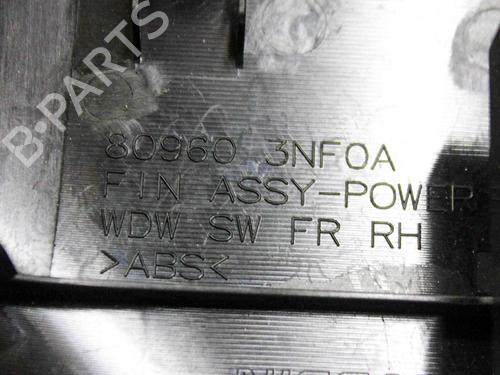 B-PARTS
80960 3NF0A
FIN ASSY-POWER
WDW SW FR RH
>ABS<